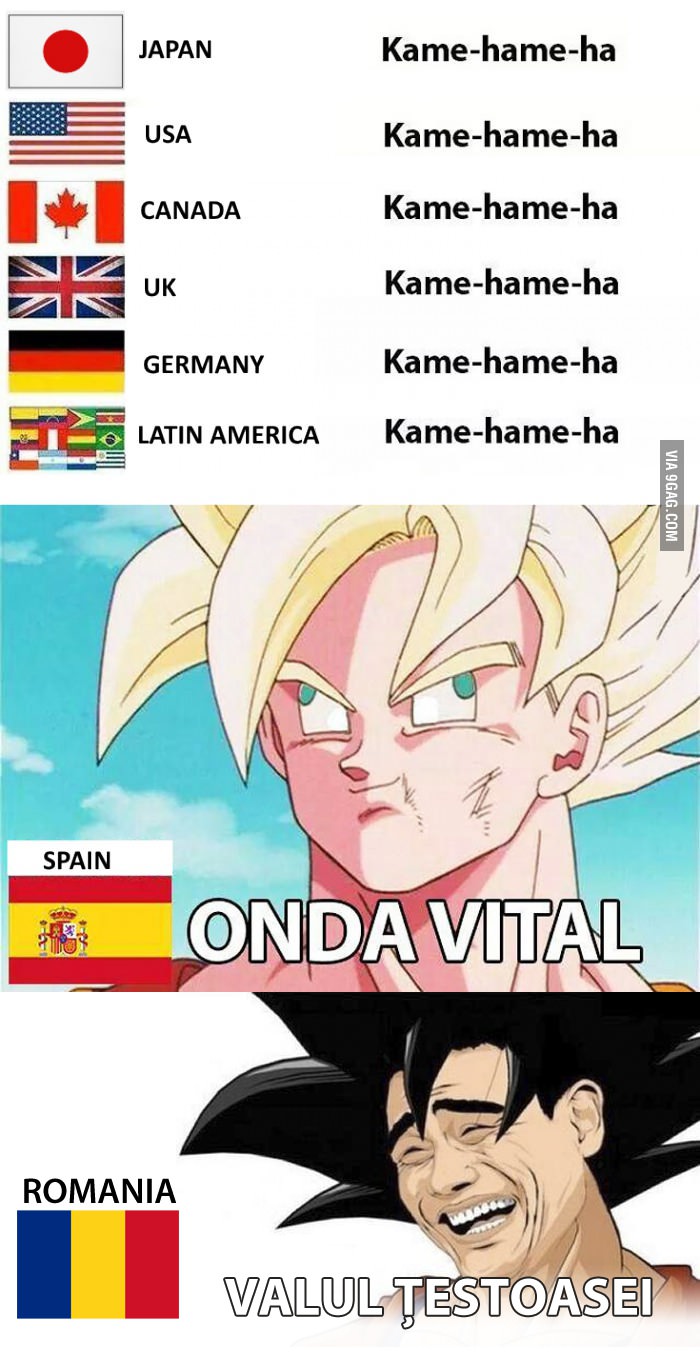 JAPAN Kame-hame-ha
USA Kame-hame-ha
CANADA Kame-hame-ha
UK Kame-hame-ha
GERMANY Kame-hame-ha
LATIN AMERICA Kame-hame-ha
VIA 9GAG.COM
SPAIN
ONDA VITAL
ROMANIA
VALUL ŢESTOASEI